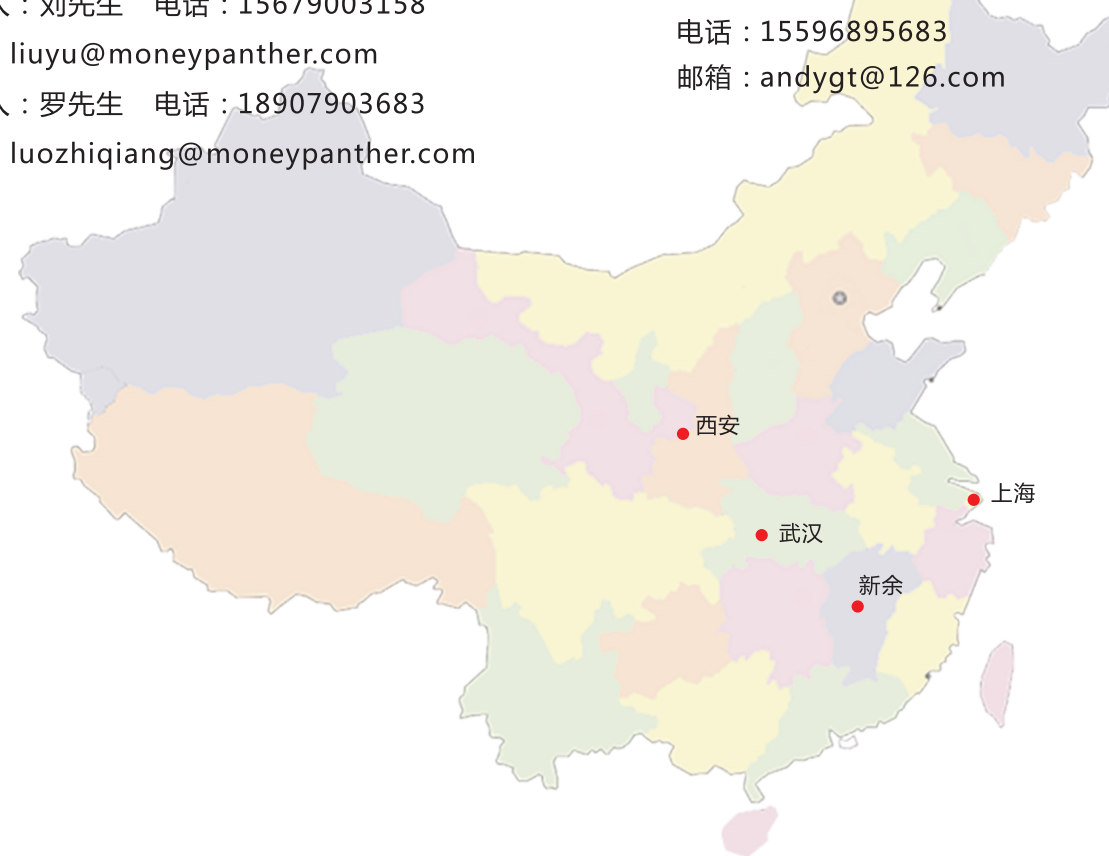 人：刘先生　电话：15679003158
liuyu@moneypanther.com
人：罗先生　电话：18907903683
luozhiqiang@moneypanther.com
电话：15596895683
邮箱：andygt@126.com
西安
上海
武汉
新余